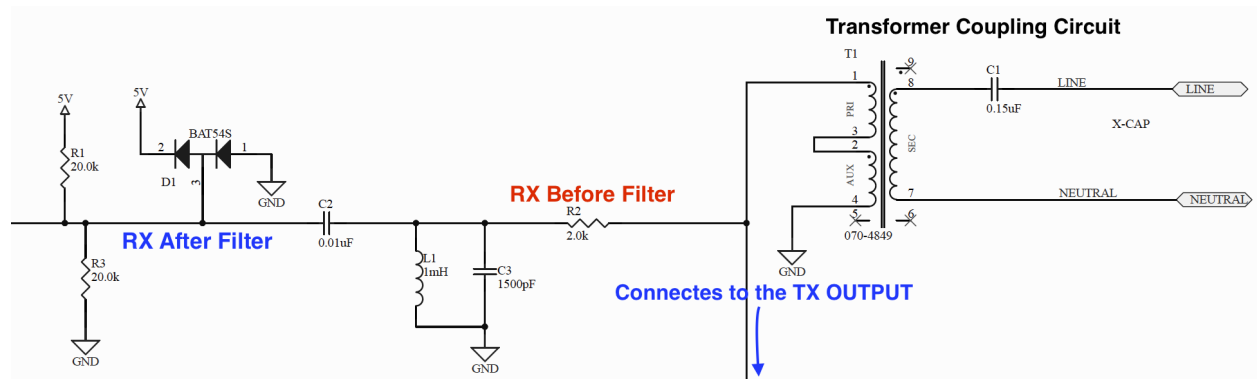 Transformer Coupling Circuit
T1
9
1
8
C1
LINE
LINE
5V
5V
0.15uF
PRI
X-CAP
BAT54S
3
SEC
2
1
2
R1
20.0k
D1
3
AUX
GND
RX Before Filter
4
7
NEUTRAL
NEUTRAL
C2
R2
5
6
RX After Filter
0.01uF
2.0k
070-4849
R3
20.0k
L1
1mH
C3
1500pF
GND
Connectes to the TX OUTPUT
GND
GND